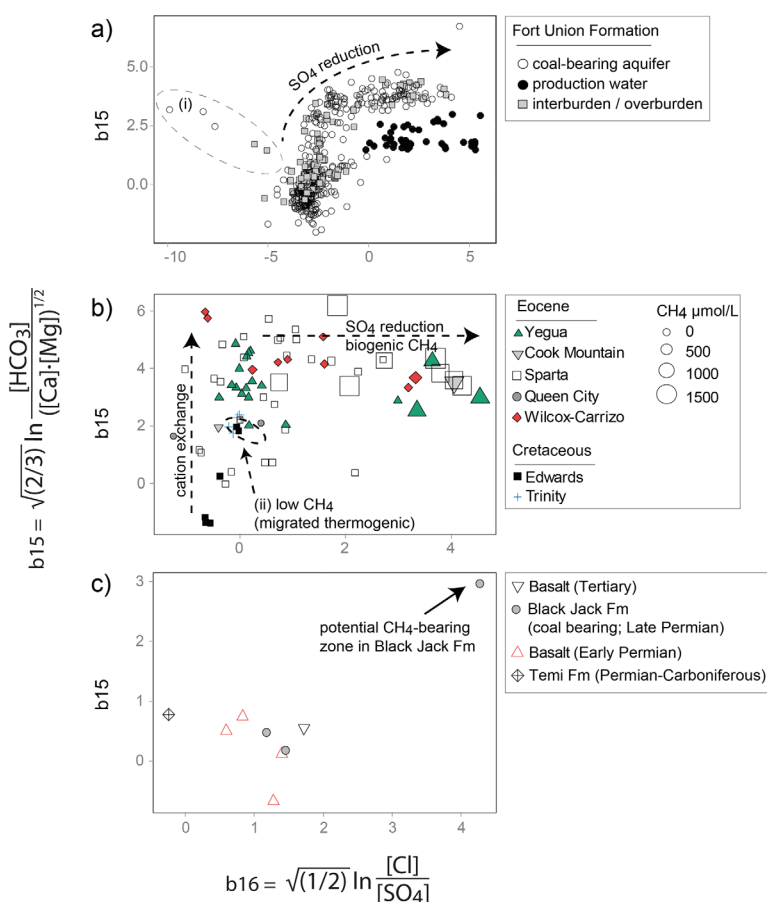 a)
5.0
2.5
0.0
b15
-10
-5
0
5
(i)
SO4 reduction
Fort Union Formation
coal-bearing aquifer
production water
interburden / overburden
b15 = √(2/3) ln [HCO3] / ([Ca]·[Mg])^1/2
b)
6
4
2
0
b15
0
2
4
cation exchange
SO4 reduction
biogenic CH4
(ii) low CH4
(migrated thermogenic)
Eocene
Yegua
Cook Mountain
Sparta
Queen City
Wilcox-Carrizo
Cretaceous
Edwards
Trinity
CH4 μmol/L
0
500
1000
1500
c)
3
2
1
0
b15
0
1
2
3
4
potential CH4-bearing
zone in Black Jack Fm
Basalt (Tertiary)
Black Jack Fm
(coal bearing; Late Permian)
Basalt (Early Permian)
Temi Fm (Permian-Carboniferous)
b16 = √(1/2) ln [Cl] / [SO4]